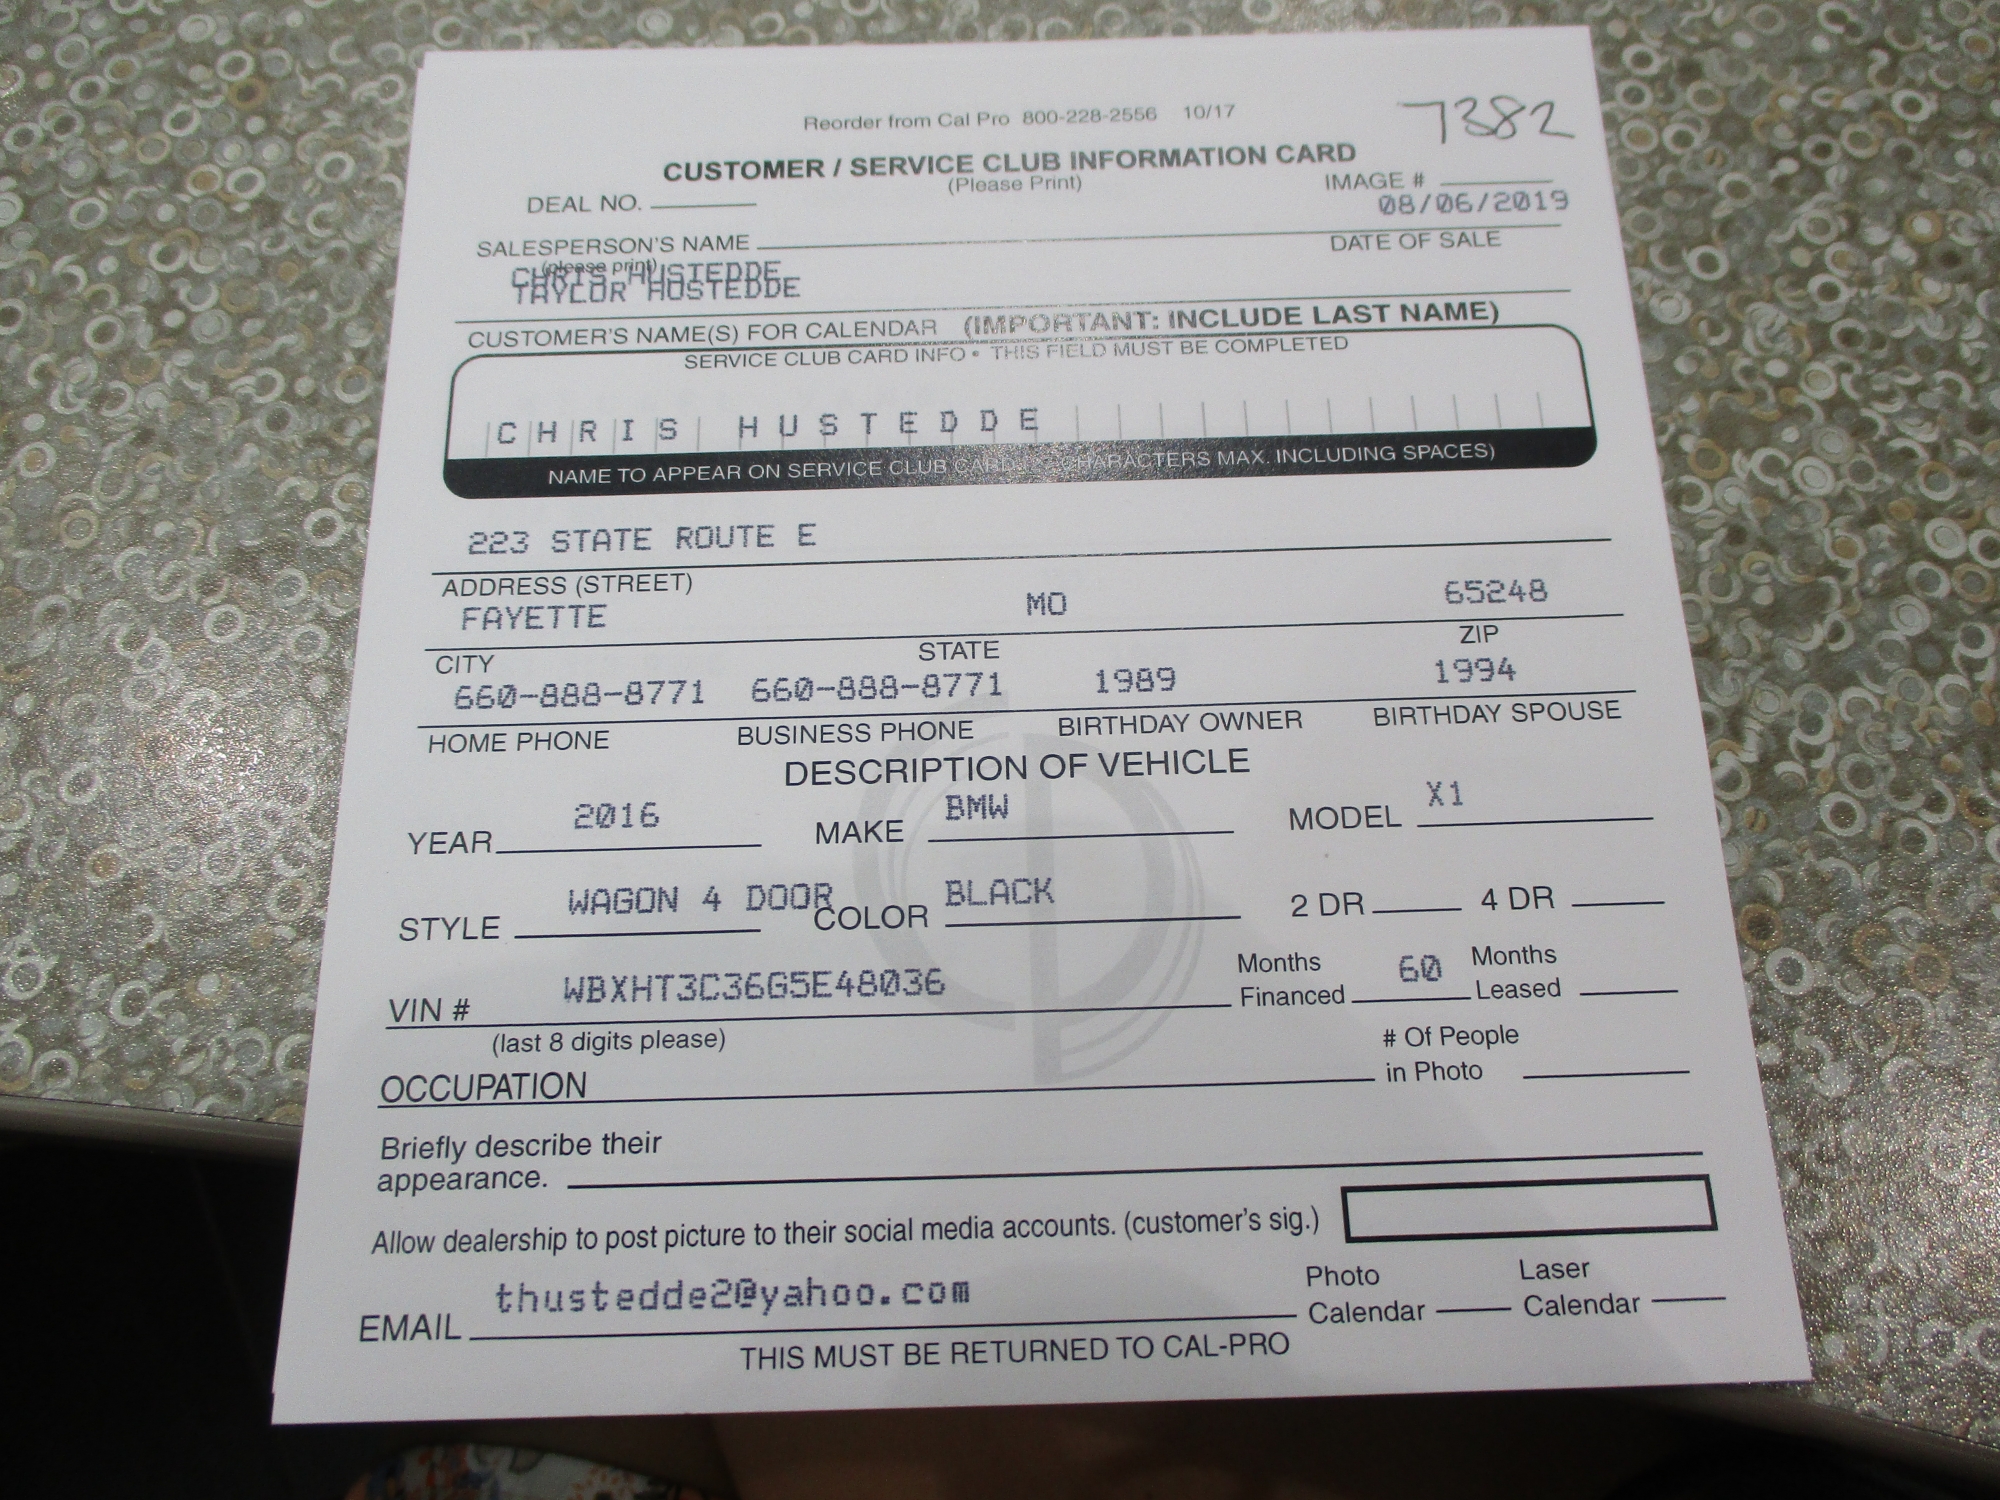 Reorder from Cal Pro 800-228-2556 10/17
7382
CUSTOMER / SERVICE CLUB INFORMATION CARD
(Please Print)
DEAL NO.
IMAGE #
08/06/2019
SALESPERSON'S NAME
DATE OF SALE
(please print)
CHRIS HUSTEDDE
TAYLOR HUSTEDDE
CUSTOMER'S NAME(S) FOR CALENDAR (IMPORTANT: INCLUDE LAST NAME)
SERVICE CLUB CARD INFO • THIS FIELD MUST BE COMPLETED
CHRIS HUSTEDDE
NAME TO APPEAR ON SERVICE CLUB CARD CHARACTERS MAX. INCLUDING SPACES)
223 STATE ROUTE E
ADDRESS (STREET)
FAYETTE MO 65248
CITY STATE ZIP
660-888-8771 660-888-8771 1989 1994
HOME PHONE BUSINESS PHONE BIRTHDAY OWNER BIRTHDAY SPOUSE
DESCRIPTION OF VEHICLE
YEAR 2016 MAKE BMW MODEL X1
STYLE WAGON 4 DOOR COLOR BLACK 2 DR 4 DR
VIN # WBXHT3C36G5E48036 Months Financed 60 Months Leased
(last 8 digits please)
# Of People
in Photo
OCCUPATION
Briefly describe their
appearance.
Allow dealership to post picture to their social media accounts. (customer's sig.)
EMAIL thustedde2@yahoo.com Photo Calendar Laser Calendar
THIS MUST BE RETURNED TO CAL-PRO